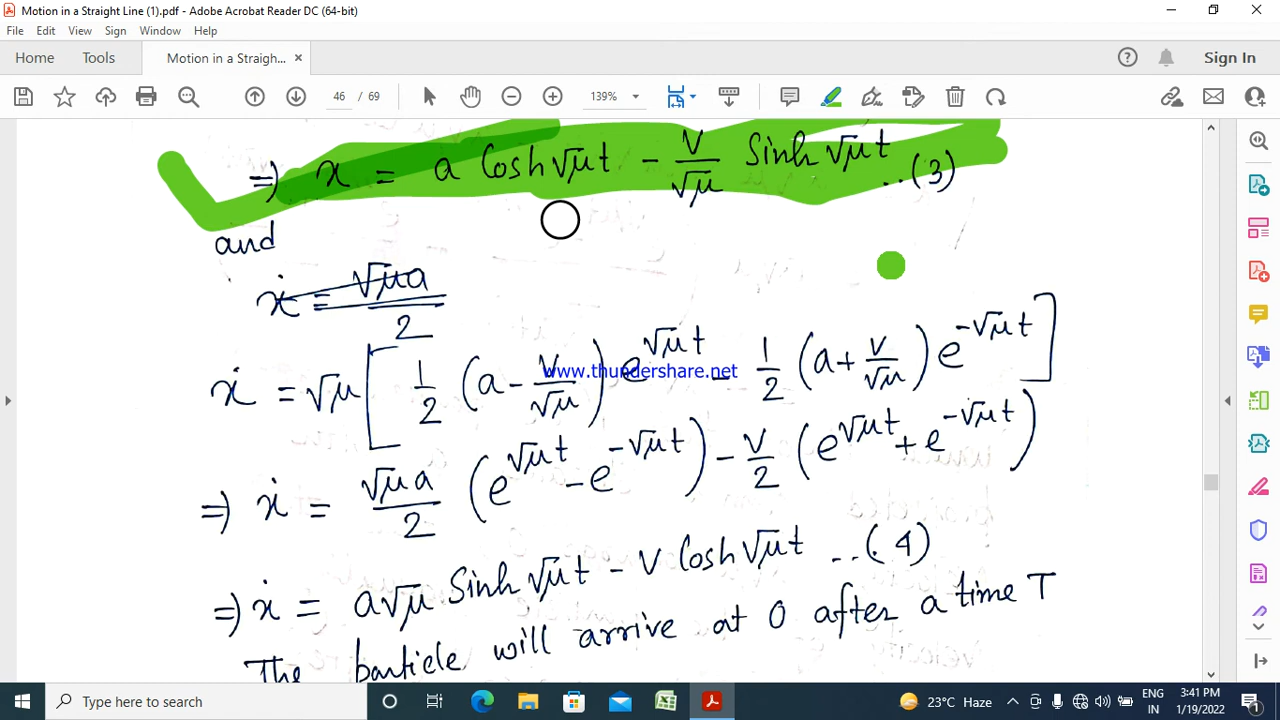 Motion in a Straight Line (1).pdf - Adobe Acrobat Reader DC (64-bit)
File Edit View Sign Window Help
Home Tools Motion in a Straigh... × Sign In
46 / 69 139%
⇒ x = a Cosh √μ t - V/√μ Sinh √μ t ..(3)
and
ẋ = √μa/2
ẋ = √μ [ 1/2 (a - V/√μ) e^{√μ t} - 1/2 (a + V/√μ) e^{-√μ t} ]
www.thundershare.net
⇒ ẋ = √μa/2 (e^{√μ t} - e^{-√μ t}) - V/2 (e^{√μ t} + e^{-√μ t})
⇒ ẋ = a√μ Sinh √μ t - V Cosh √μ t ..(4)
The particle will arrive at O after a time T
Type here to search
23°C Haze
ENG
IN
3:41 PM
1/19/2022
1